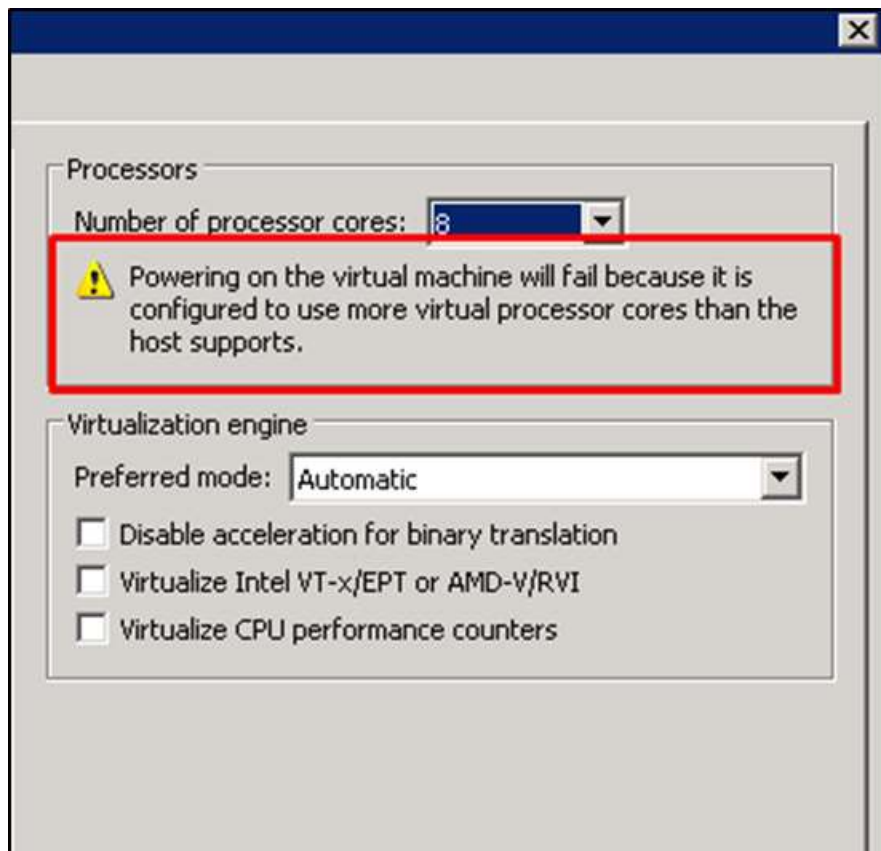 Processors
Number of processor cores: 8
Powering on the virtual machine will fail because it is
configured to use more virtual processor cores than the
host supports.
Virtualization engine
Preferred mode: Automatic
Disable acceleration for binary translation
Virtualize Intel VT-x/EPT or AMD-V/RVI
Virtualize CPU performance counters